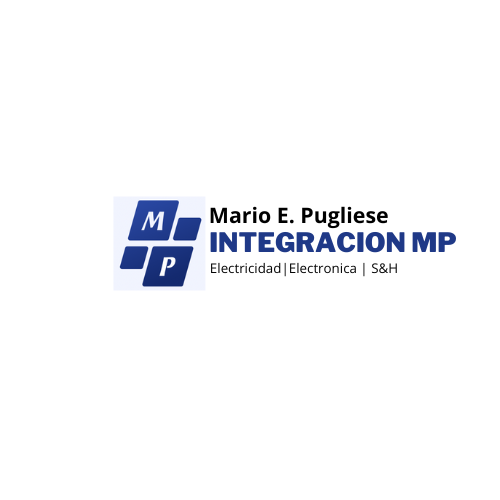 M
P
Mario E. Pugliese
INTEGRACION MP
Electricidad|Electronica | S&H